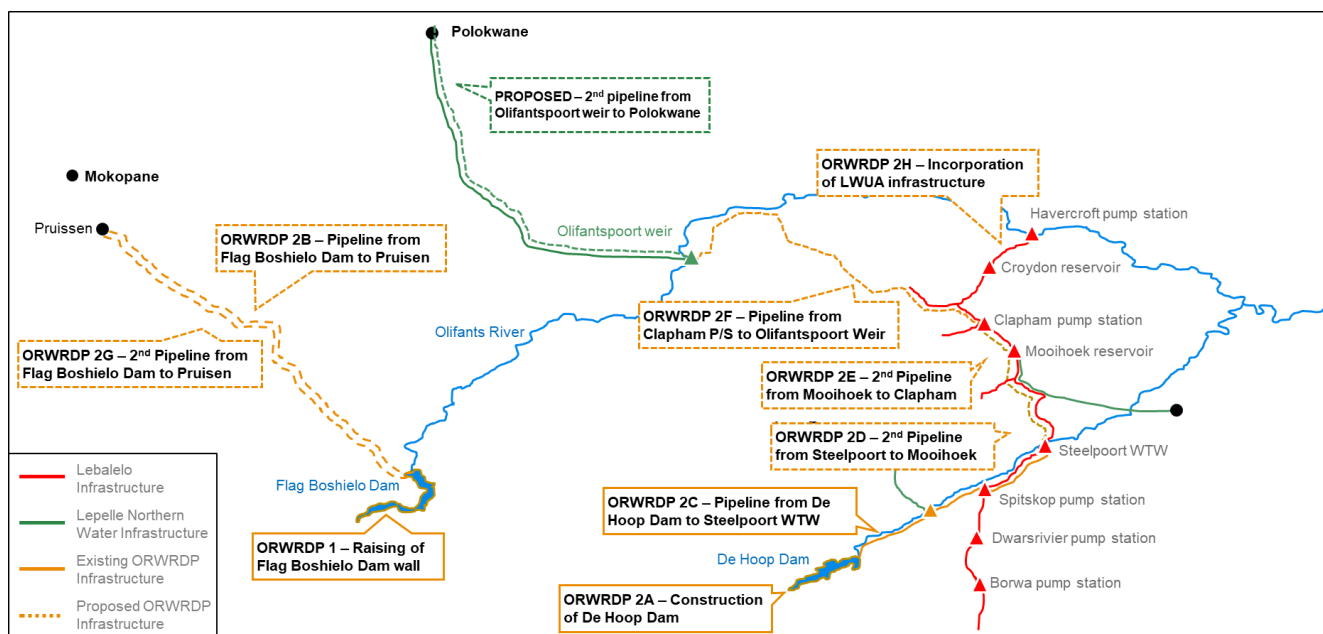 Polokwane
PROPOSED – 2nd pipeline from
Olifantspoort weir to Polokwane
Mokopane
Pruissen
ORWRDP 2B – Pipeline from
Flag Boshielo Dam to Pruisen
ORWRDP 2G – 2nd Pipeline from
Flag Boshielo Dam to Pruisen
Olifantspoort weir
Olifants River
ORWRDP 2H – Incorporation
of LWUA infrastructure
Havercroft pump station
Croydon reservoir
ORWRDP 2F – Pipeline from
Clapham P/S to Olifantspoort Weir
Clapham pump station
Mooihoek reservoir
ORWRDP 2E – 2nd Pipeline
from Mooihoek to Clapham
ORWRDP 2D – 2nd Pipeline
from Steelpoort to Mooihoek
Steelpoort WTW
Flag Boshielo Dam
ORWRDP 1 – Raising of
Flag Boshielo Dam wall
ORWRDP 2C – Pipeline from De
Hoop Dam to Steelpoort WTW
Spitskop pump station
Dwarsrivier pump station
De Hoop Dam
Borwa pump station
ORWRDP 2A – Construction
of De Hoop Dam
Lebalelo
Infrastructure
Lepelle Northern
Water Infrastructure
Existing ORWRDP
Infrastructure
Proposed ORWRDP
Infrastructure